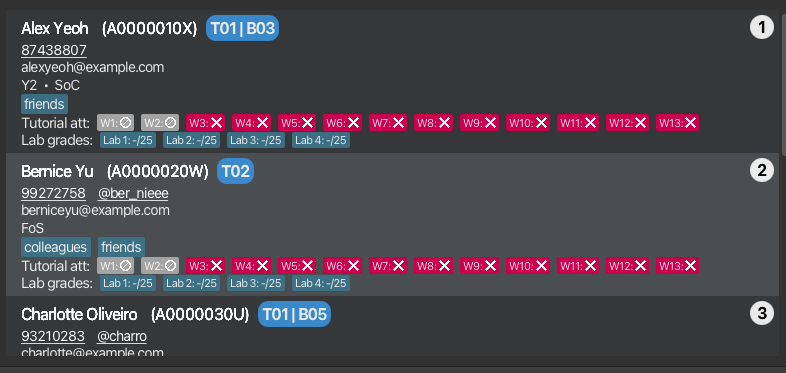 Alex Yeoh (A0000010X) T01 | B03 1
87438807
alexyeoh@example.com
Y2 • SoC
friends
Tutorial att: W1: W2: W3: W4: W5: W6: W7: W8: W9: W10: W11: W12: W13:
Lab grades: Lab 1: -/25 Lab 2: -/25 Lab 3: -/25 Lab 4: -/25
Bernice Yu (A0000020W) T02 2
99272758 @ber_nieee
berniceyu@example.com
FoS
colleagues friends
Tutorial att: W1: W2: W3: W4: W5: W6: W7: W8: W9: W10: W11: W12: W13:
Lab grades: Lab 1: -/25 Lab 2: -/25 Lab 3: -/25 Lab 4: -/25
Charlotte Oliveiro (A0000030U) T01 | B05 3
93210283 @charro
charlotte@example.com